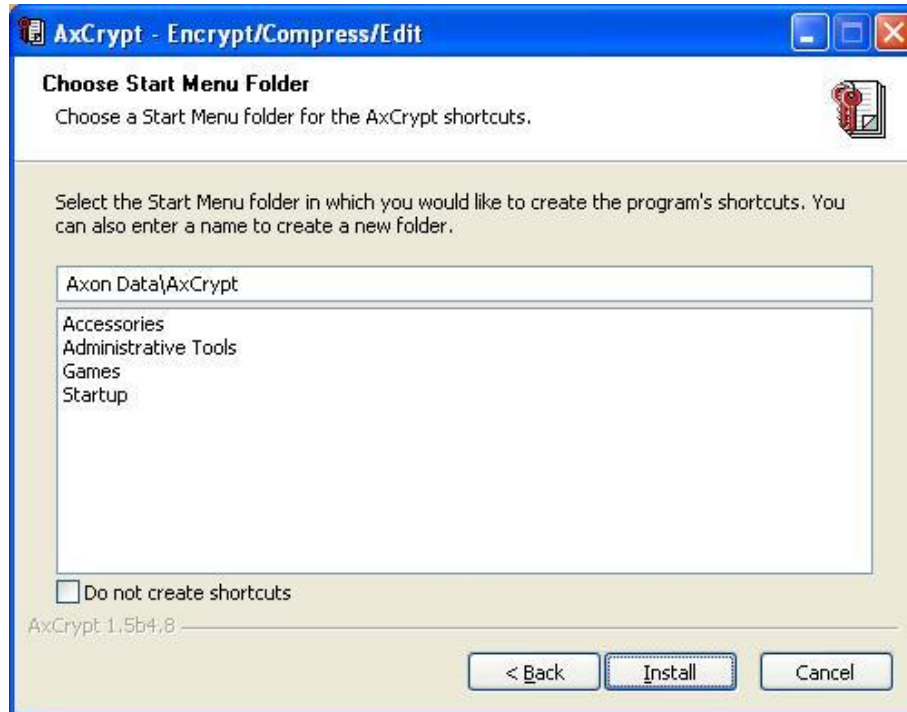 AxCrypt - Encrypt/Compress/Edit
Choose Start Menu Folder
Choose a Start Menu folder for the AxCrypt shortcuts.
Select the Start Menu folder in which you would like to create the program's shortcuts. You
can also enter a name to create a new folder.
Axon Data\AxCrypt
Accessories
Administrative Tools
Games
Startup
Do not create shortcuts
AxCrypt 1.5b4.8
< Back Install Cancel